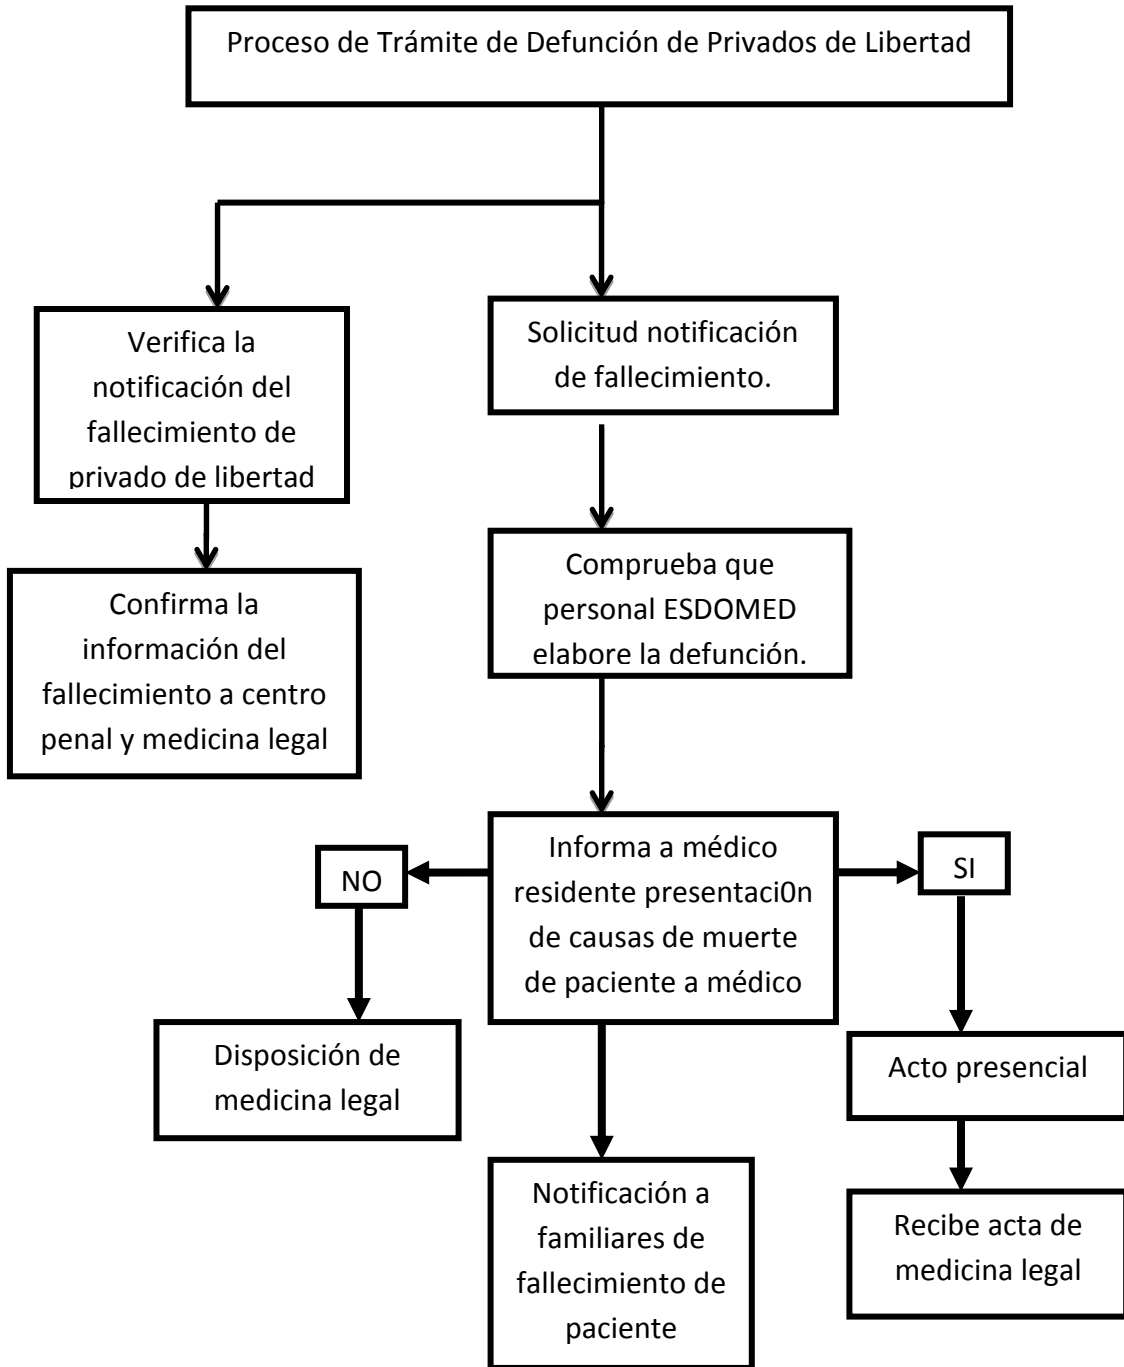 Proceso de Trámite de Defunción de Privados de Libertad
Verifica la
notificación del
fallecimiento de
privado de libertad
Solicitud notificación
de fallecimiento.
Confirma la
información del
fallecimiento a centro
penal y medicina legal
Comprueba que
personal ESDOMED
elabore la defunción.
Informa a médico
residente presentaci0n
de causas de muerte
de paciente a médico
NO
SI
Disposición de
medicina legal
Acto presencial
Notificación a
familiares de
fallecimiento de
paciente
Recibe acta de
medicina legal